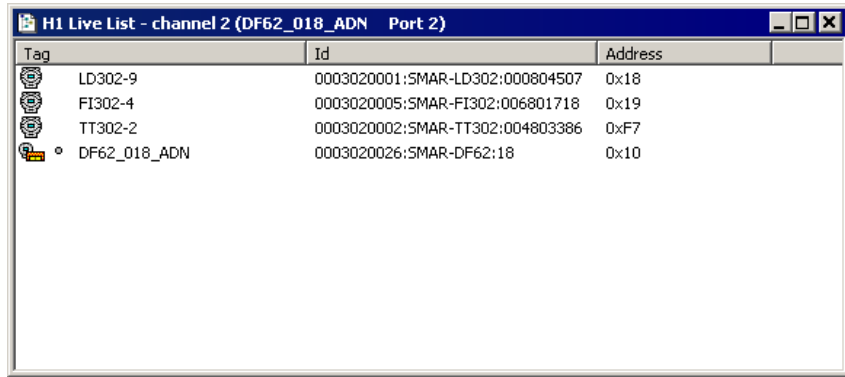 H1 Live List - channel 2 (DF62_018_ADN Port 2)
Tag Id Address
LD302-9 0003020001:SMAR-LD302:000804507 0x18
FI302-4 0003020005:SMAR-FI302:006801718 0x19
TT302-2 0003020002:SMAR-TT302:004803386 0xF7
DF62_018_ADN 0003020026:SMAR-DF62:18 0x10